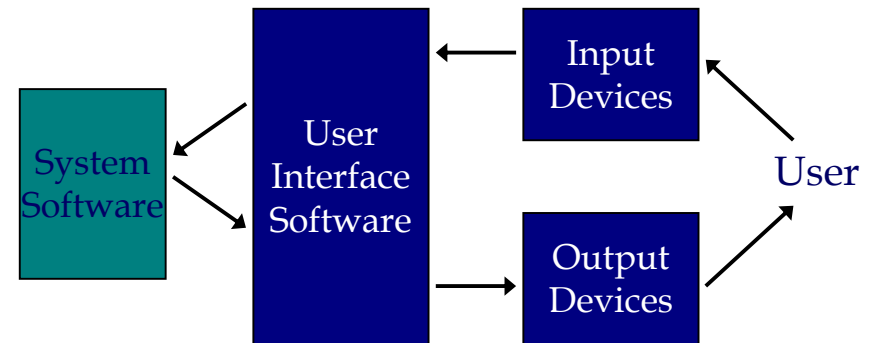 System
Software
User
Interface
Software
Input
Devices
User
Output
Devices